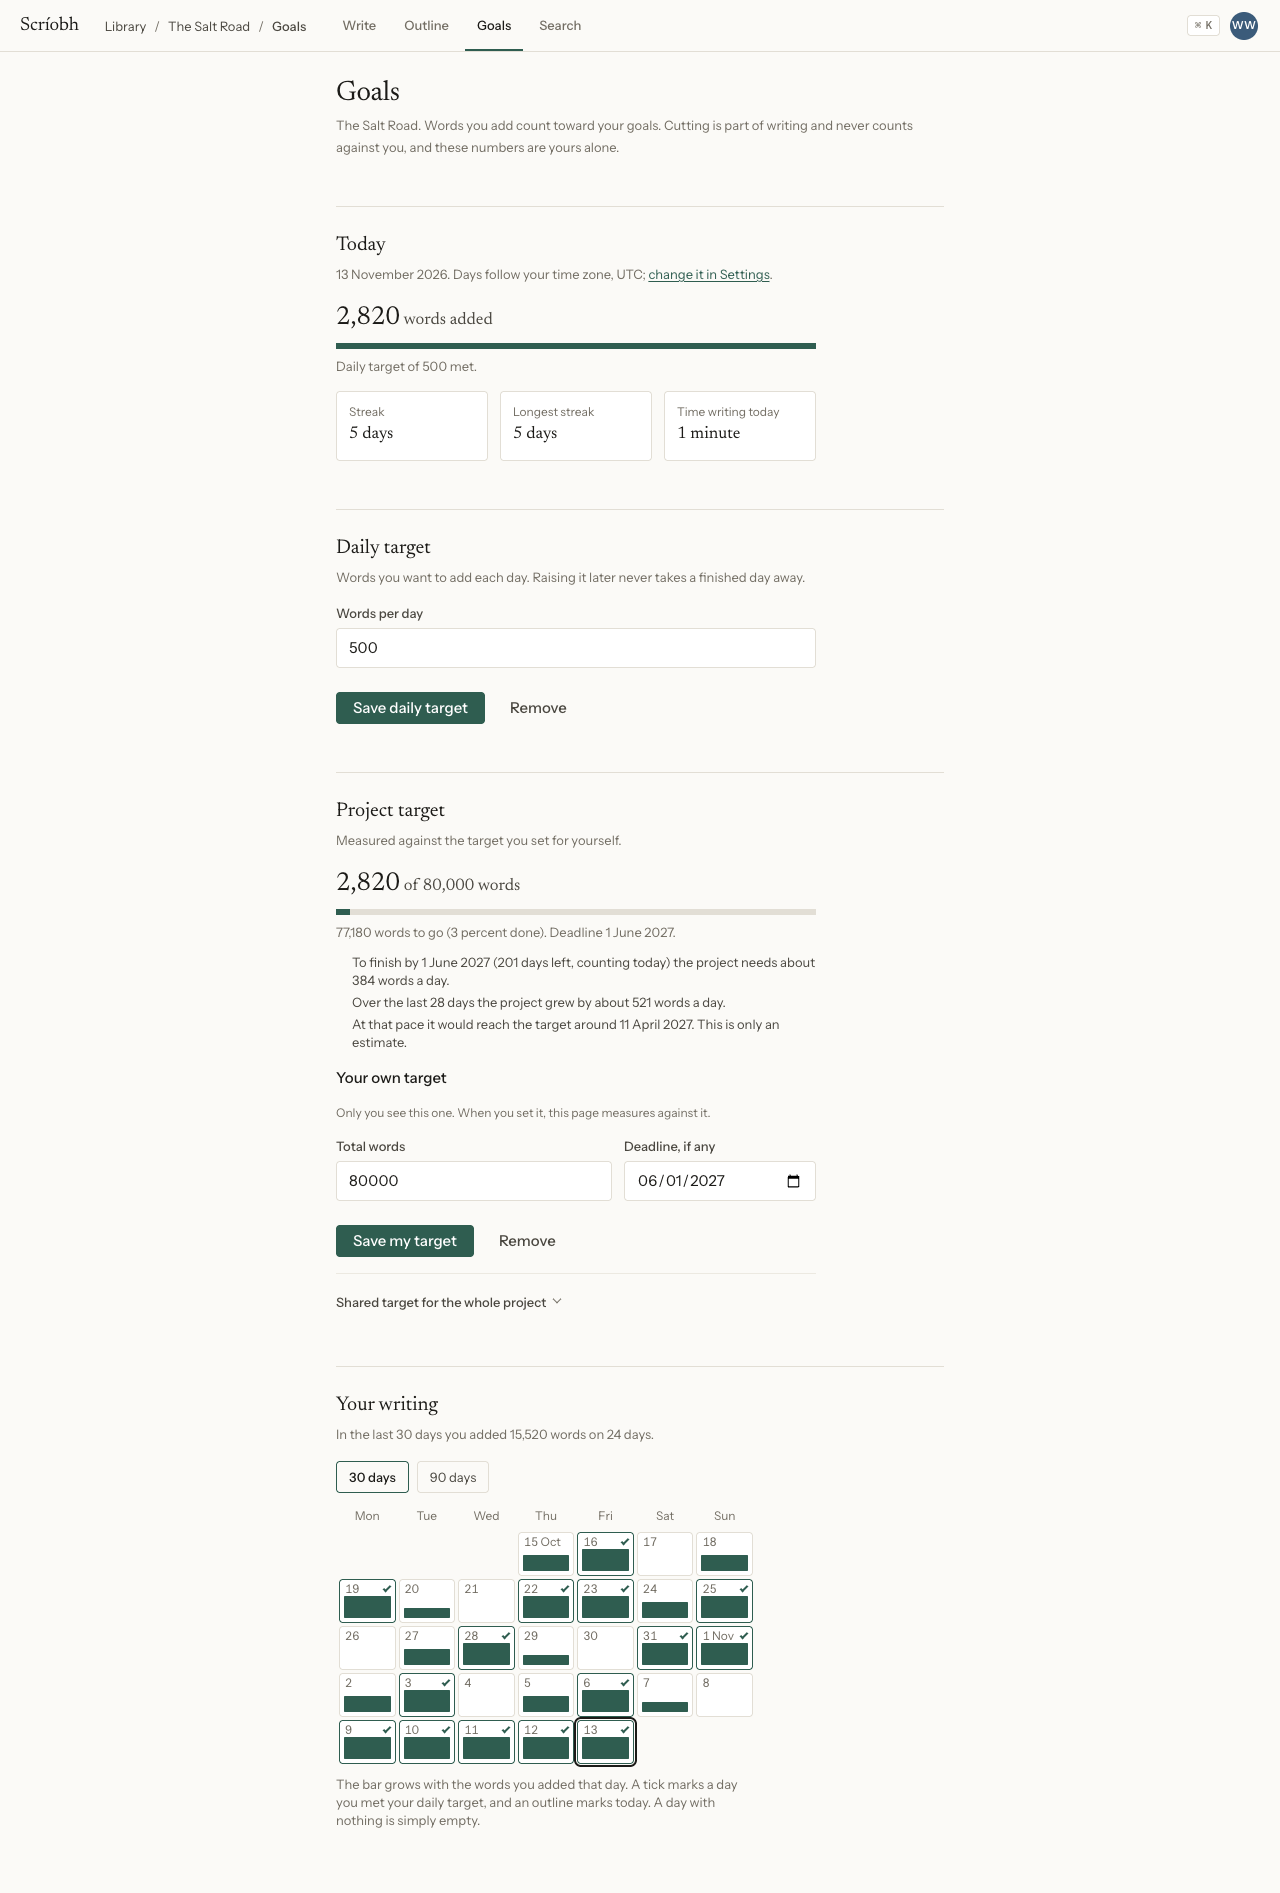 Scríobh
Library / The Salt Road / Goals
Write
Outline
Goals
Search
⌘ K
WW
Goals
The Salt Road. Words you add count toward your goals. Cutting is part of writing and never counts
against you, and these numbers are yours alone.
Today
13 November 2026. Days follow your time zone, UTC; change it in Settings.
2,820 words added
Daily target of 500 met.
Streak
5 days
Longest streak
5 days
Time writing today
1 minute
Daily target
Words you want to add each day. Raising it later never takes a finished day away.
Words per day
500
Save daily target
Remove
Project target
Measured against the target you set for yourself.
2,820 of 80,000 words
77,180 words to go (3 percent done). Deadline 1 June 2027.
To finish by 1 June 2027 (201 days left, counting today) the project needs about
384 words a day.
Over the last 28 days the project grew by about 521 words a day.
At that pace it would reach the target around 11 April 2027. This is only an
estimate.
Your own target
Only you see this one. When you set it, this page measures against it.
Total words
Deadline, if any
80000
06/01/2027
Save my target
Remove
Shared target for the whole project
Your writing
In the last 30 days you added 15,520 words on 24 days.
30 days
90 days
Mon Tue Wed Thu Fri Sat Sun
15 Oct 16 17 18
19 20 21 22 23 24 25
26 27 28 29 30 31 1 Nov
2 3 4 5 6 7 8
9 10 11 12 13
The bar grows with the words you added that day. A tick marks a day
you met your daily target, and an outline marks today. A day with
nothing is simply empty.